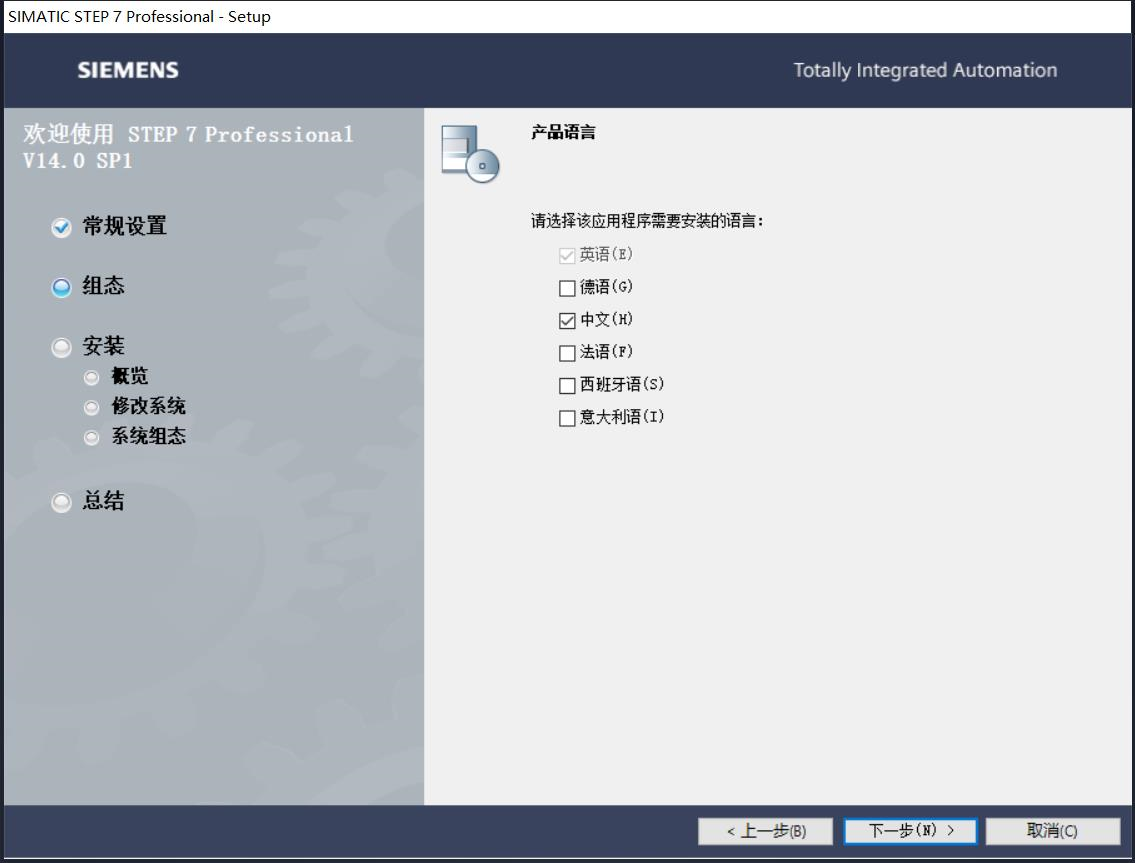 SIMATIC STEP 7 Professional - Setup
SIEMENS
Totally Integrated Automation
欢迎使用 STEP 7 Professional
V14.0 SP1
常规设置
组态
安装
概览
修改系统
系统组态
总结
产品语言
请选择该应用程序需要安装的语言：
英语(E)
德语(G)
中文(H)
法语(F)
西班牙语(S)
意大利语(I)
< 上一步(B)
下一步(N) >
取消(C)